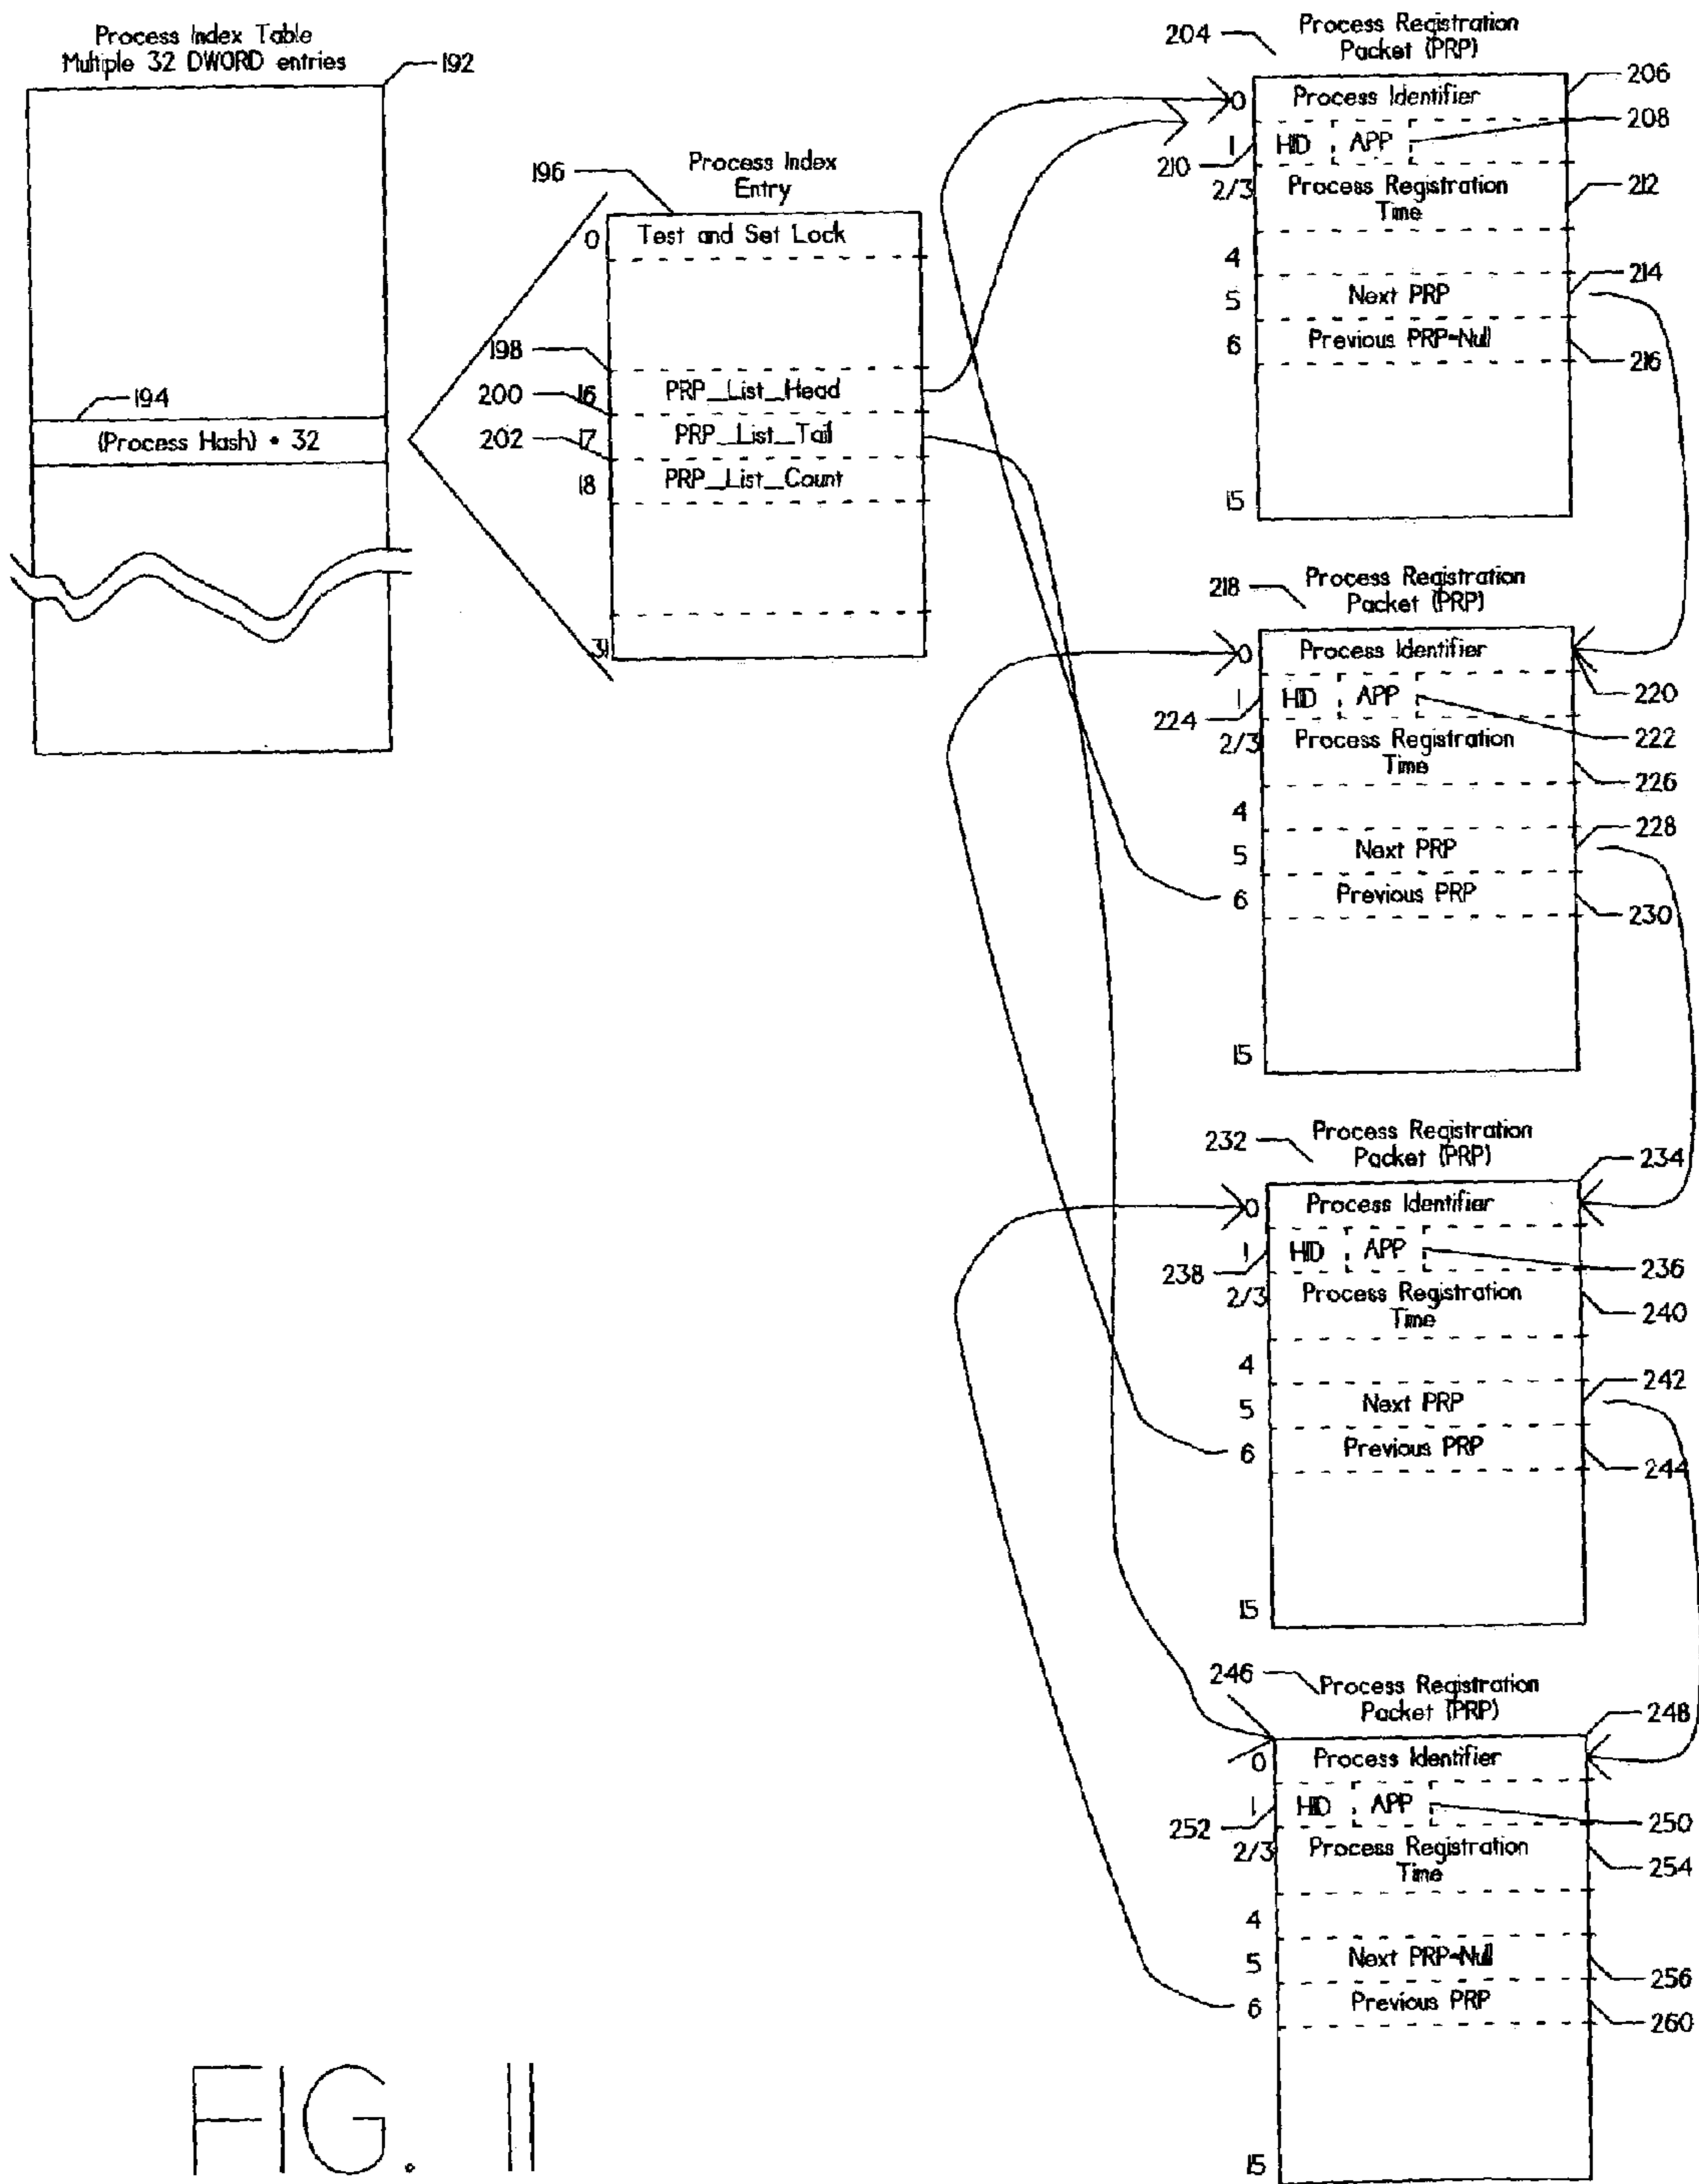 Process Index Table
Multiple 32 DWORD entries
192
194
(Process Hash) • 32
Process Index
Entry
196
0
Test and Set Lock
198
200
16
PRP_List_Head
202
17
PRP_List_Tail
18
PRP_List_Count
31
204
Process Registration
Packet (PRP)
206
0
Process Identifier
208
1
HID
APP
210
2/3
Process Registration
Time
212
4
214
5
Next PRP
6
Previous PRP=Null
216
15
218
Process Registration
Packet (PRP)
0
Process Identifier
220
1
HID
APP
224
222
2/3
Process Registration
Time
226
4
228
5
Next PRP
6
Previous PRP
230
15
232
Process Registration
Packet (PRP)
234
0
Process Identifier
1
HID
APP
238
236
2/3
Process Registration
Time
240
4
242
5
Next PRP
6
Previous PRP
244
15
246
Process Registration
Packet (PRP)
248
0
Process Identifier
1
HID
APP
252
250
2/3
Process Registration
Time
254
4
5
Next PRP=Null
256
6
Previous PRP
260
15
FIG. 11